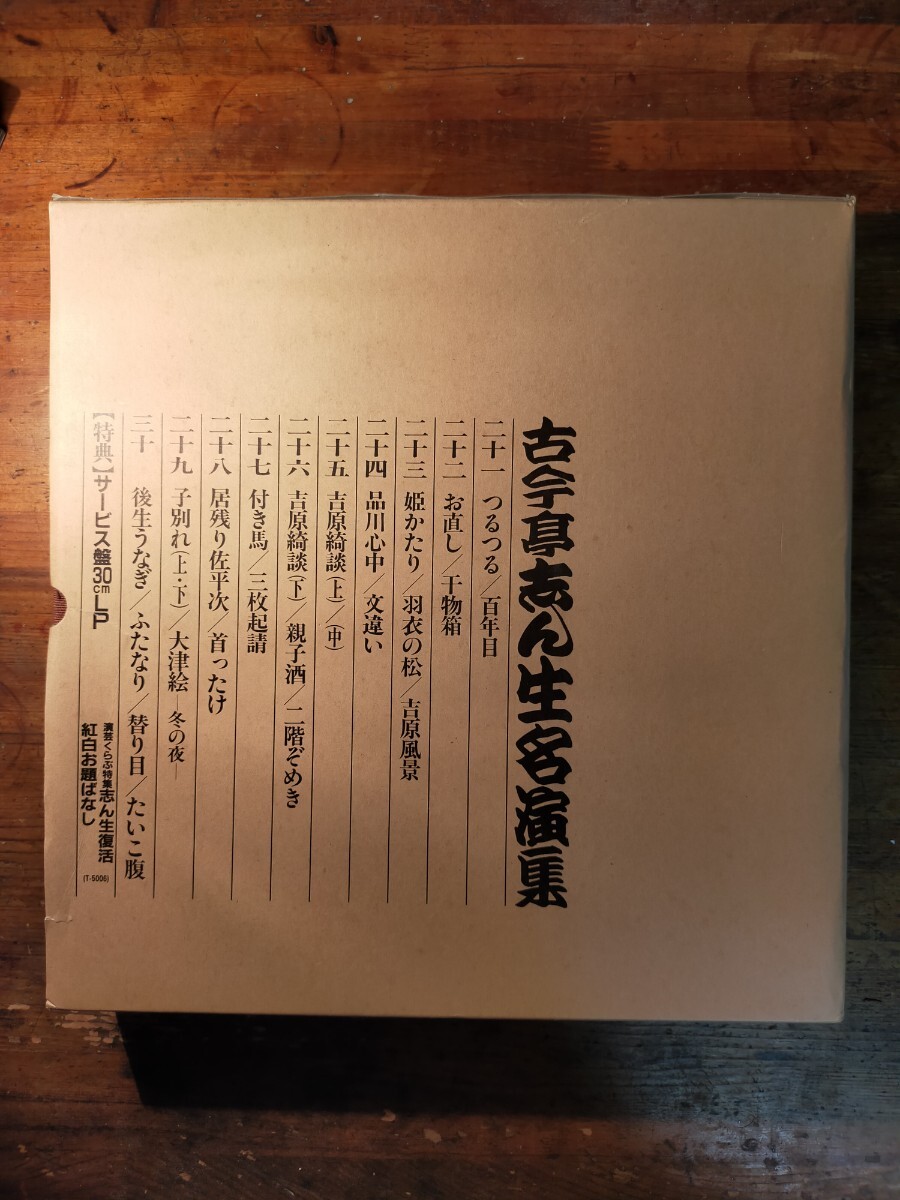 古今亭志ん生名演集
二十一 つるつる／百年目
二十二 お直し／干物箱
二十三 姫かたり／羽衣の松／吉原風景
二十四 品川心中／文違い
二十五 吉原綺談(上)／(中)
二十六 吉原綺談(下)／親子酒／二階ぞめき
二十七 付き馬／三枚起請
二十八 居残り佐平次／首ったけ
二十九 子別れ(上・下)／大津絵 ―冬の夜―
三十 後生うなぎ／ふたなり／替り目／たいこ腹
【特典】サービス盤30cmLP
演芸くらぶ特集志ん生復活
紅白お題ばなし
(T-5006)